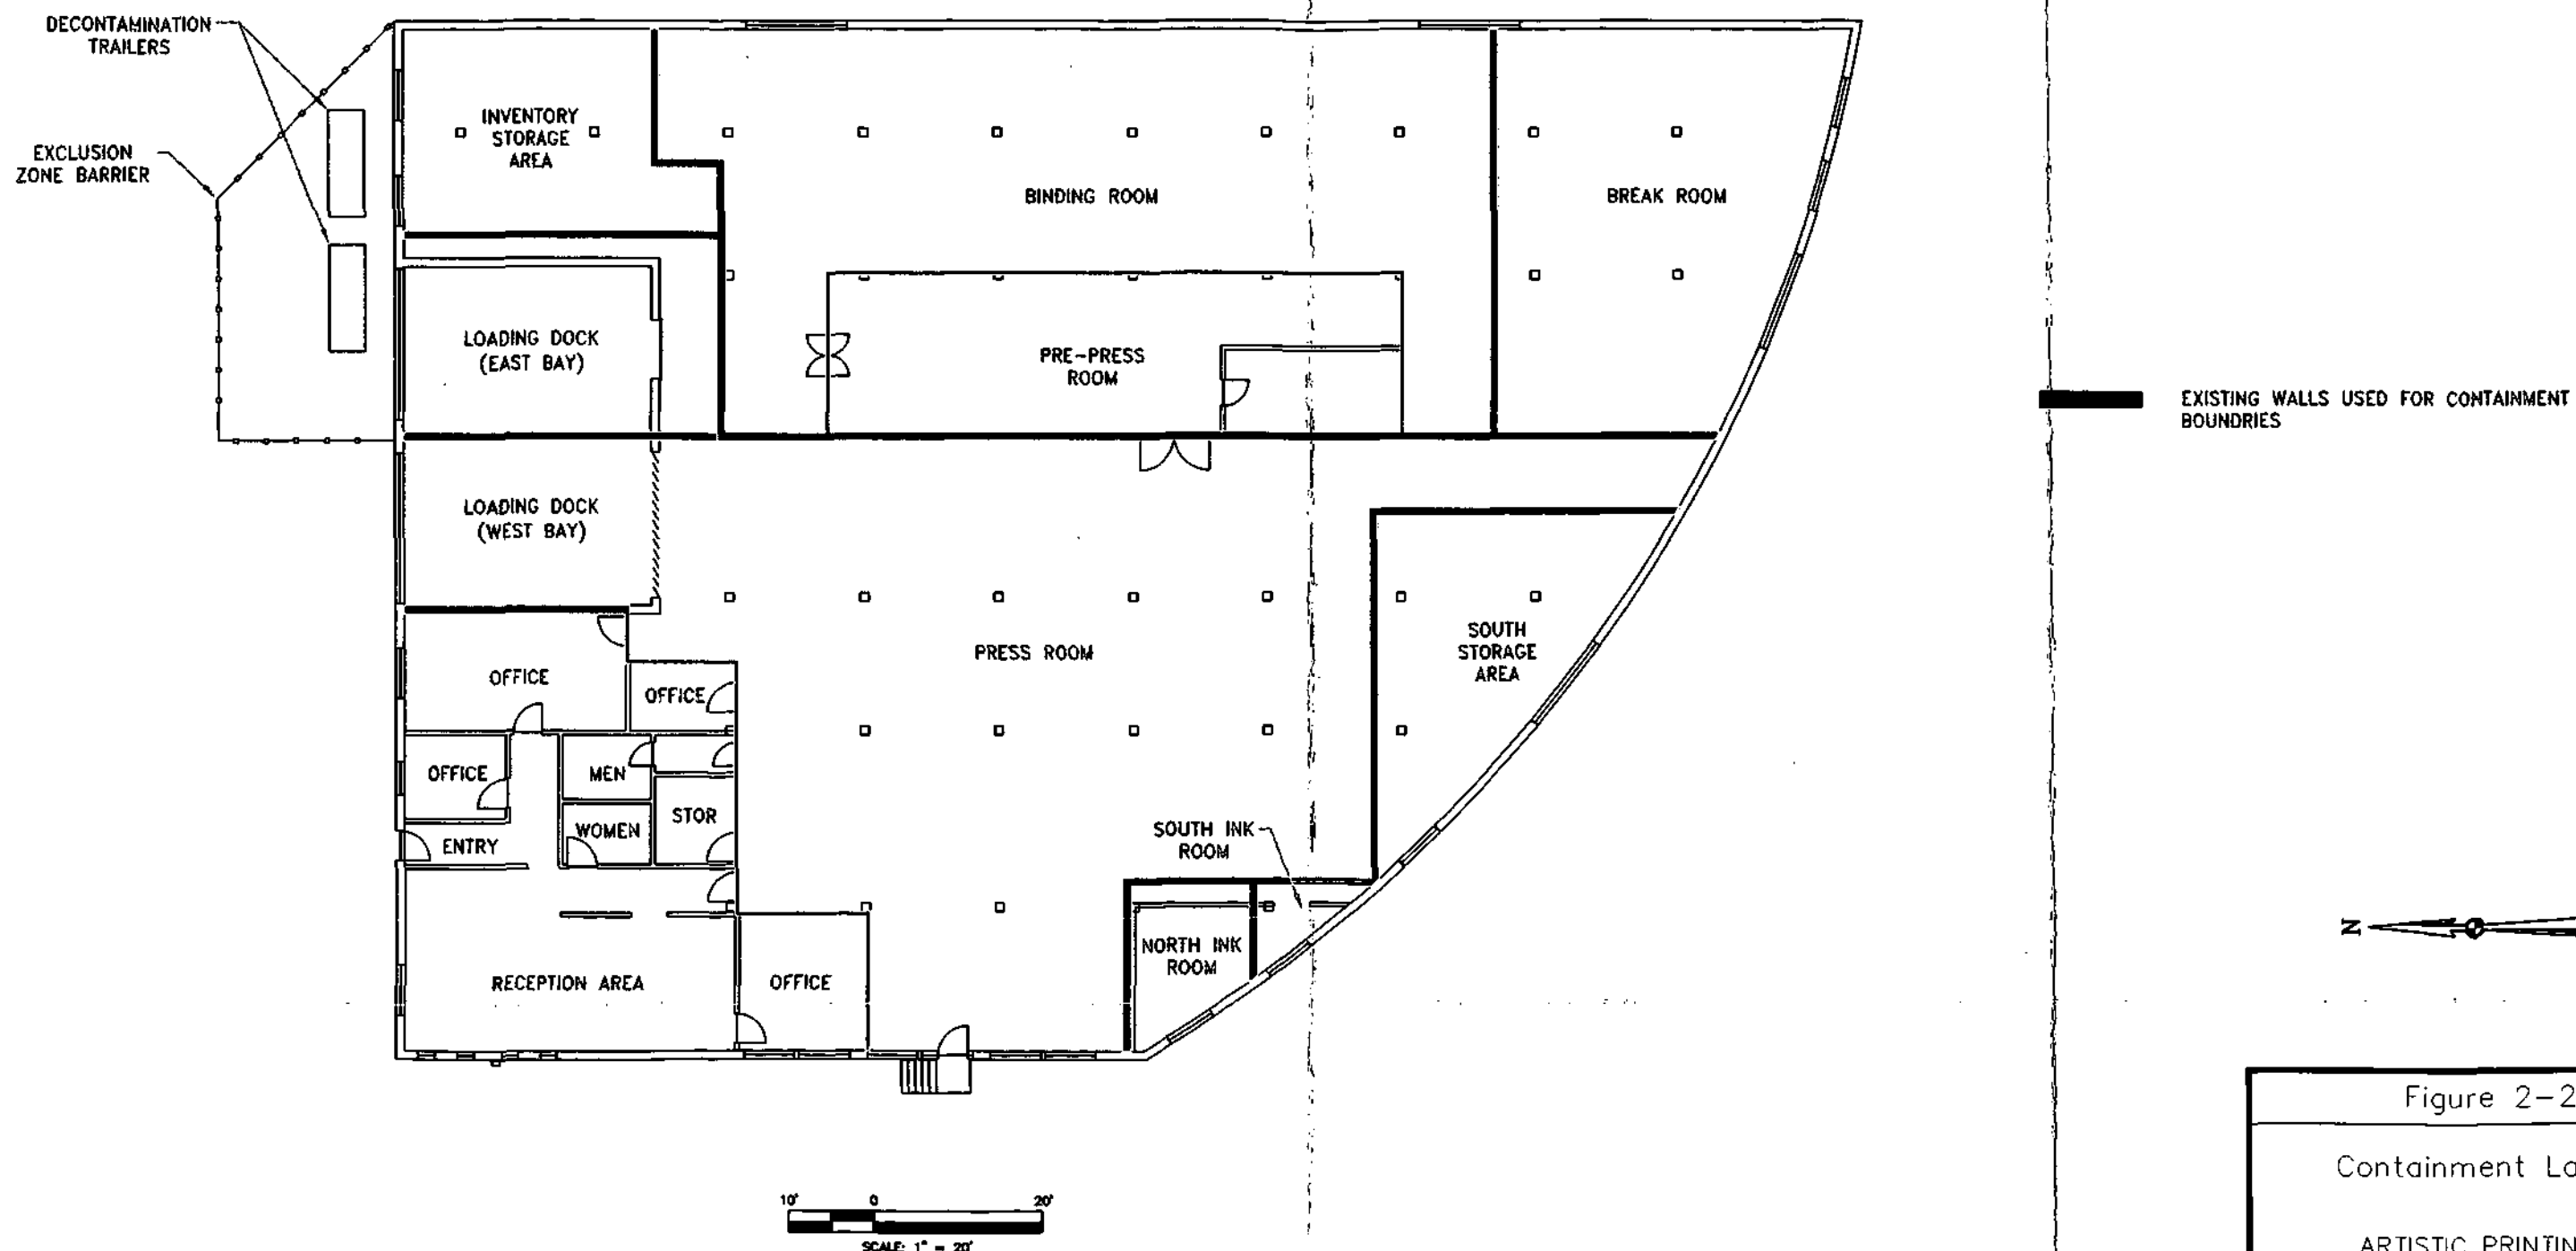 DECONTAMINATION
TRAILERS
EXCLUSION
ZONE BARRIER
INVENTORY
STORAGE
AREA
BINDING ROOM
BREAK ROOM
LOADING DOCK
(EAST BAY)
PRE-PRESS
ROOM
EXISTING WALLS USED FOR CONTAINMENT
BOUNDRIES
LOADING DOCK
(WEST BAY)
PRESS ROOM
SOUTH
STORAGE
AREA
OFFICE
OFFICE
OFFICE
MEN
STOR
WOMEN
ENTRY
SOUTH INK
ROOM
NORTH INK
ROOM
RECEPTION AREA
OFFICE
N
10' 0 20'
SCALE: 1" = 20'
Figure 2-2
Containment
ARTISTIC